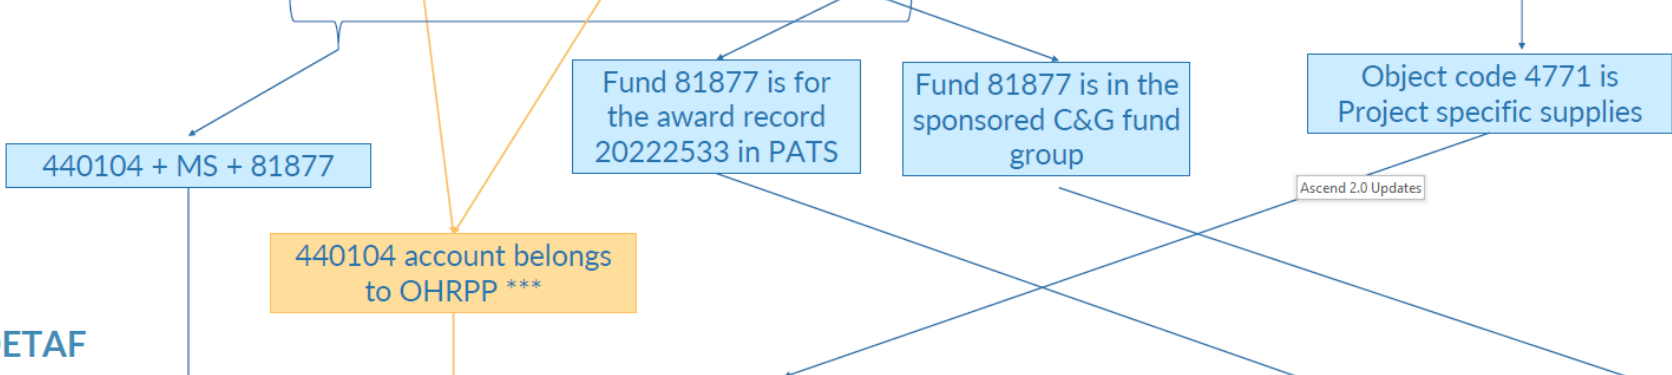 Fund 81877 is for
the award record
20222533 in PATS
Fund 81877 is in the
sponsored C&G fund
group
Object code 4771 is
Project specific supplies
440104 + MS + 81877
Ascend 2.0 Updates
440104 account belongs
to OHRPP ***
ETAF